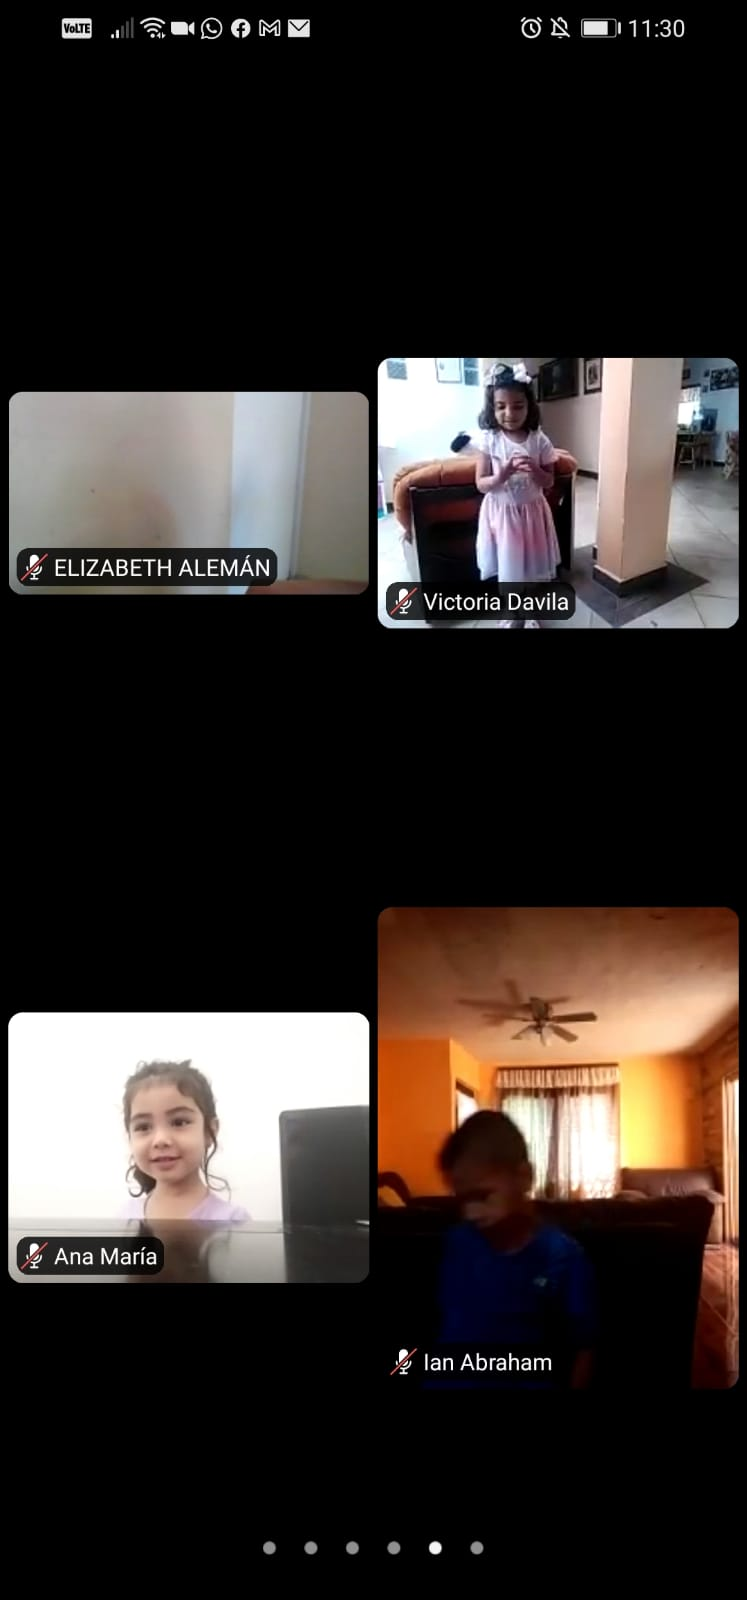 VoLTE 11:30
ELIZABETH ALEMÁN
Victoria Davila
Ana María
Ian Abraham